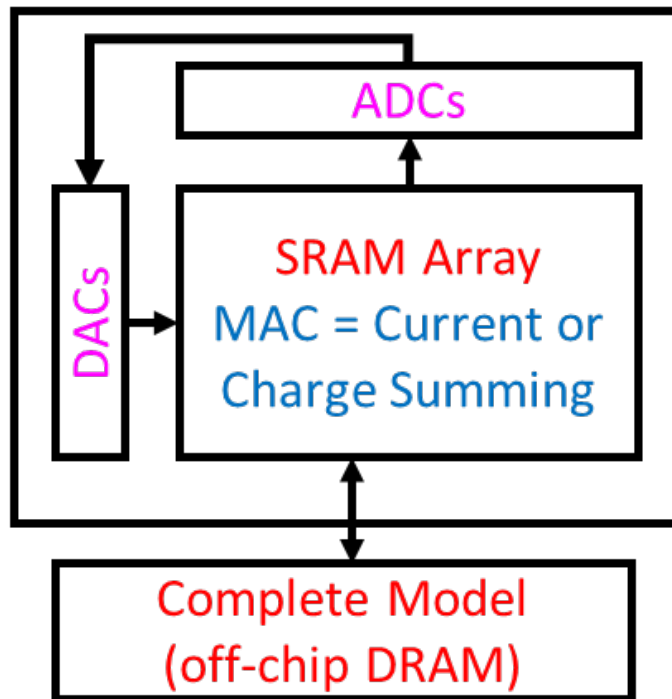 ADCs
DACs
SRAM Array
MAC = Current or
Charge Summing
Complete Model
(off-chip DRAM)